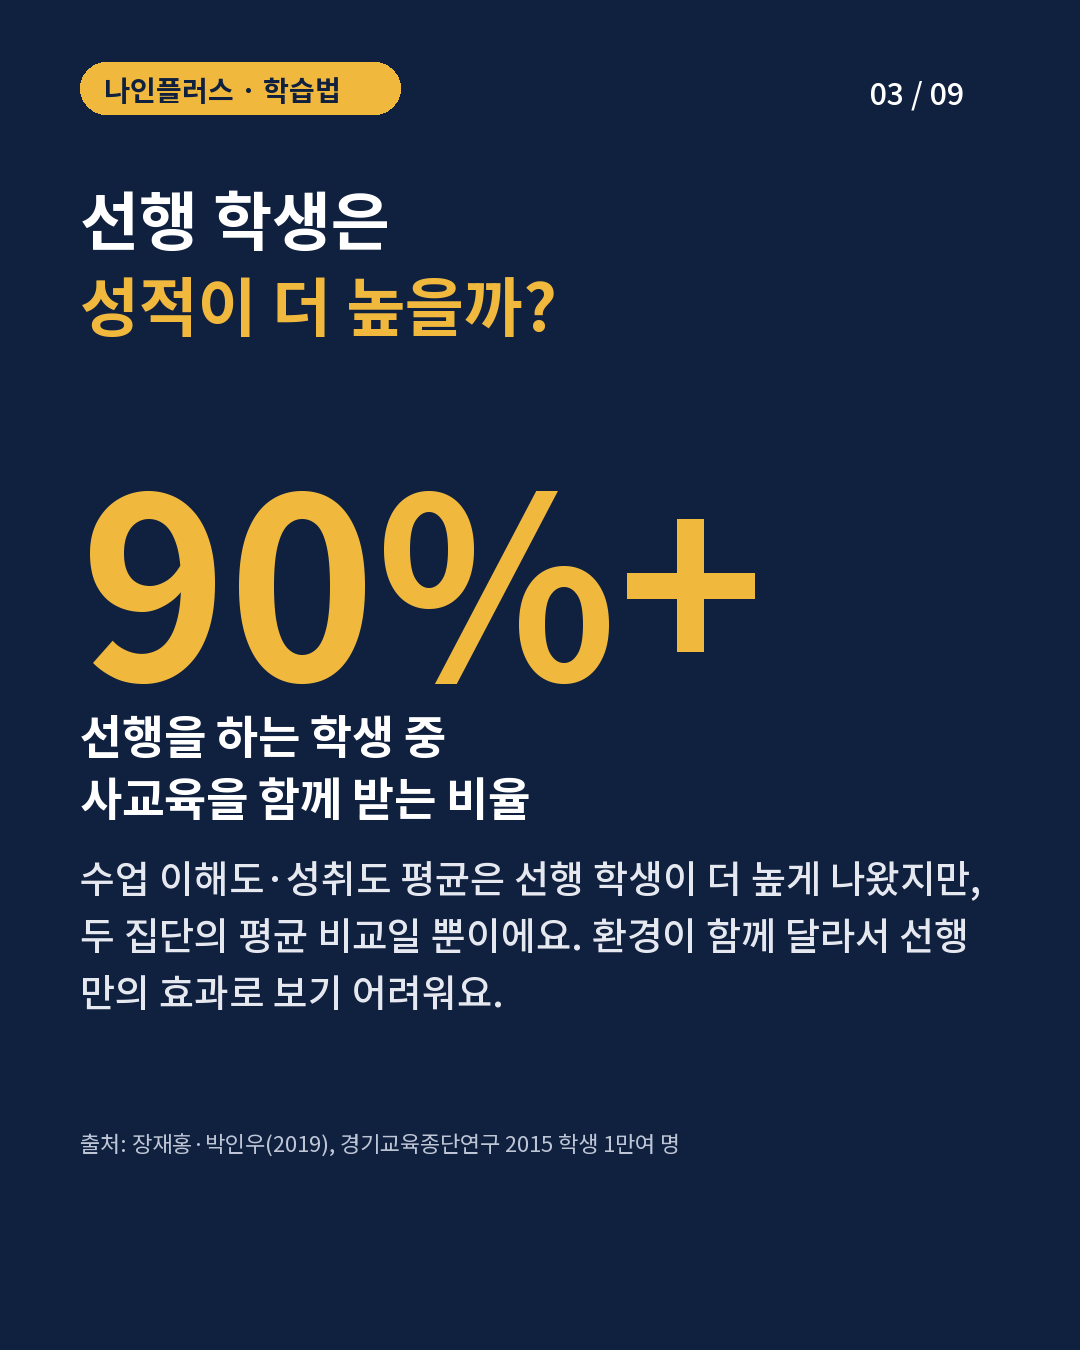 나인플러스 · 학습법
03 / 09
선행 학생은
성적이 더 높을까?
90%+
선행을 하는 학생 중
사교육을 함께 받는 비율
수업 이해도·성취도 평균은 선행 학생이 더 높게 나왔지만,
두 집단의 평균 비교일 뿐이에요. 환경이 함께 달라서 선행
만의 효과로 보기 어려워요.
출처: 장재홍·박인우(2019), 경기교육종단연구 2015 학생 1만여 명